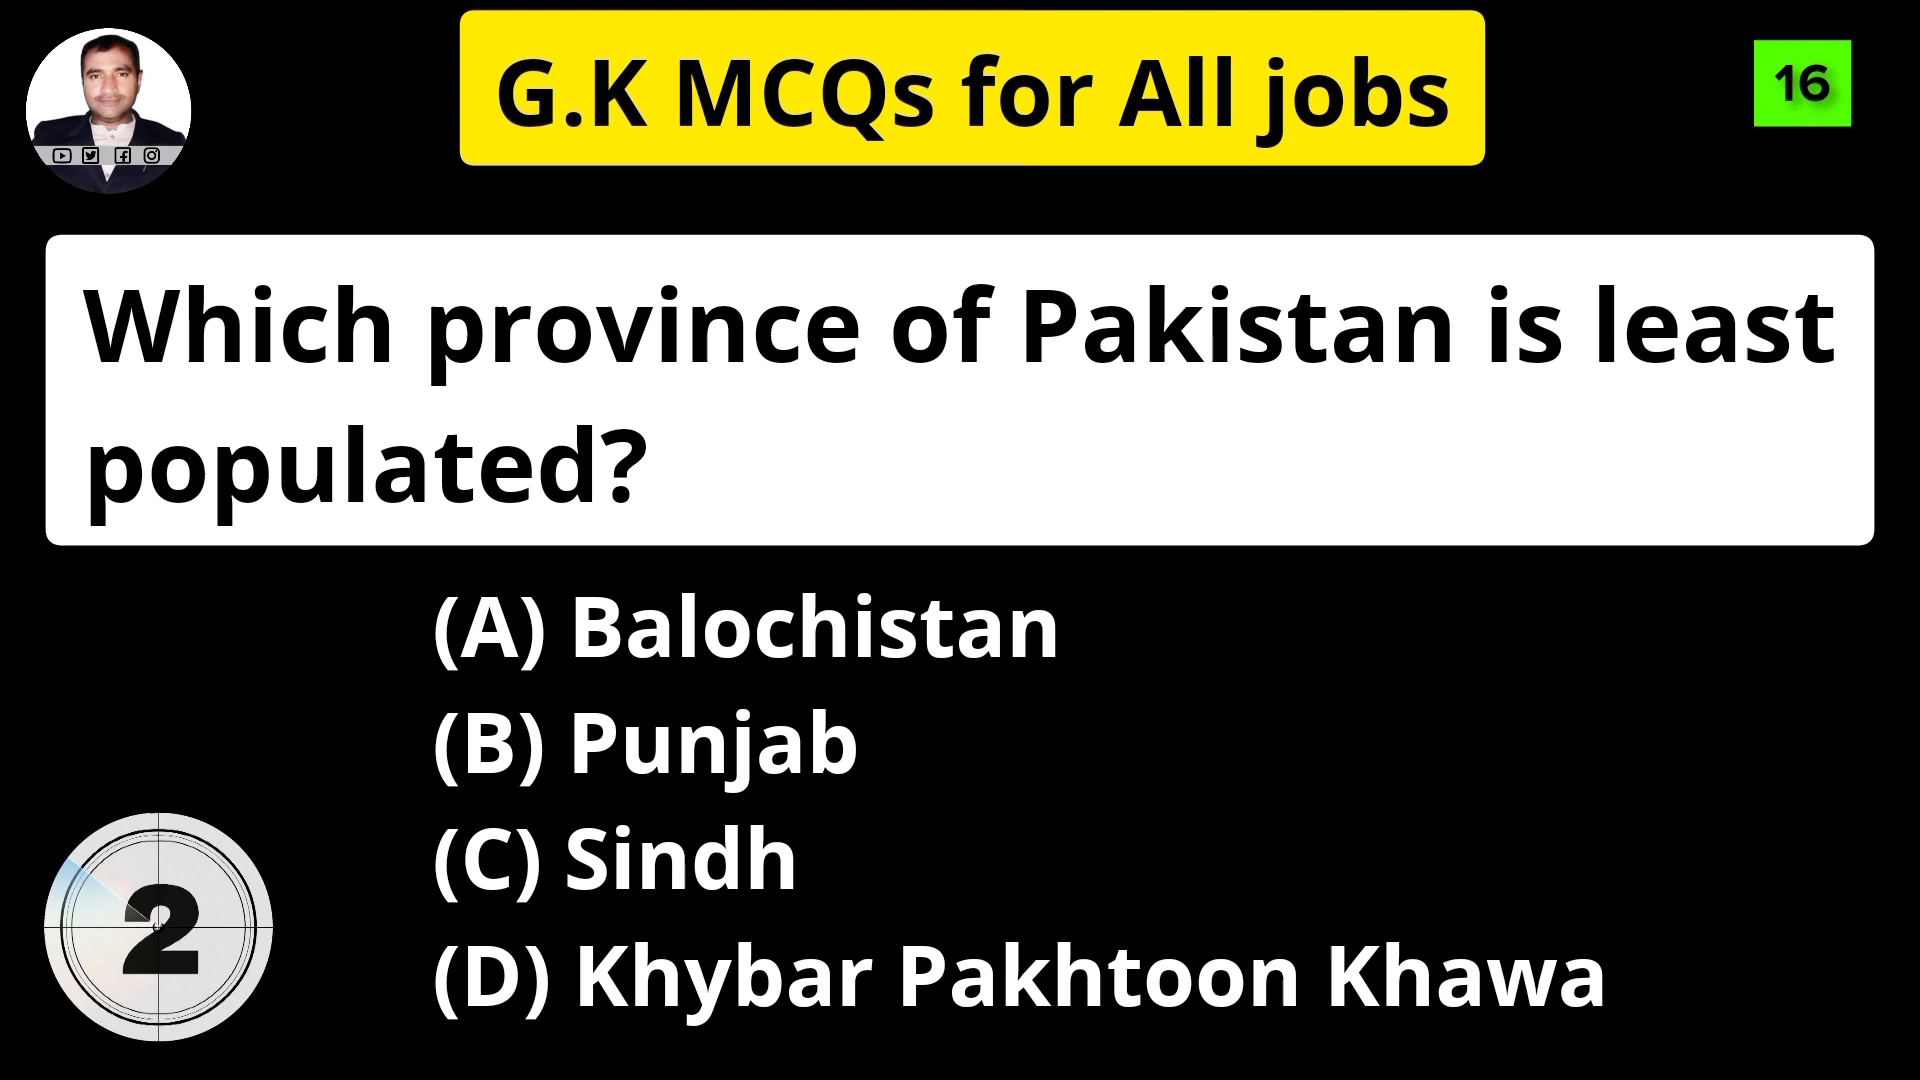 G.K MCQs for All jobs
16
Which province of Pakistan is least
populated?
(A) Balochistan
(B) Punjab
(C) Sindh
(D) Khybar Pakhtoon Khawa
2